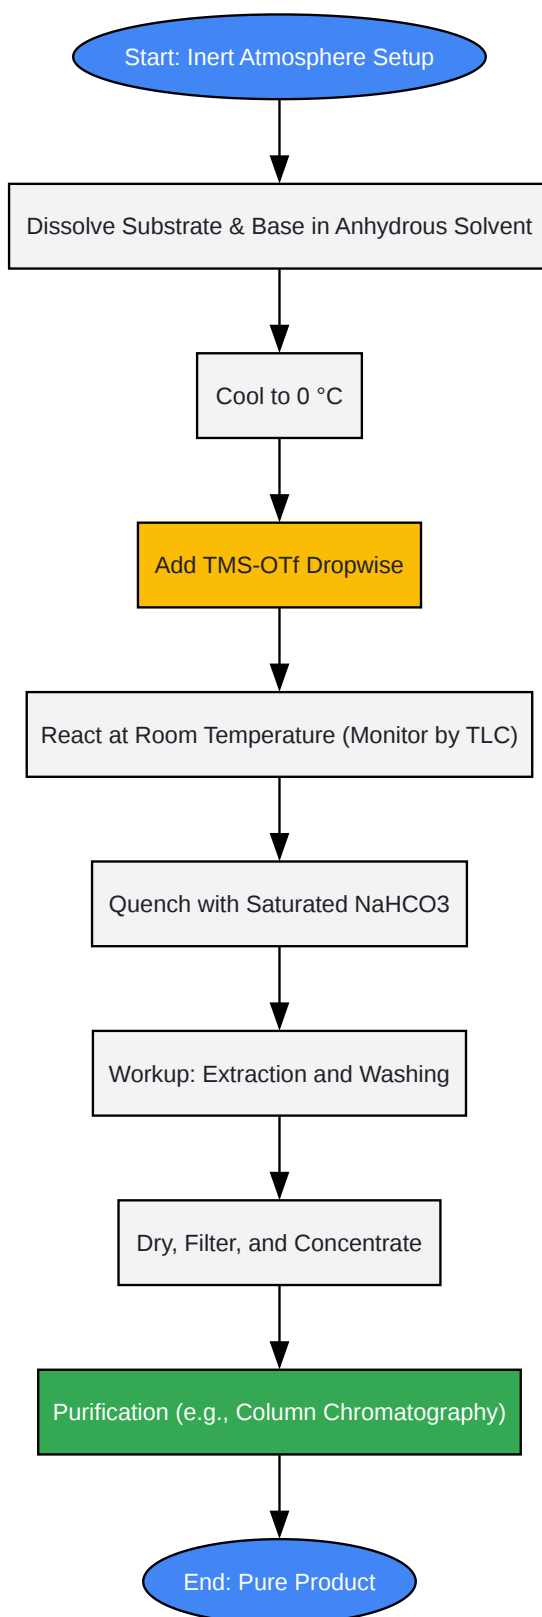 Start: Inert Atmosphere Setup
Dissolve Substrate & Base in Anhydrous Solvent
Cool to 0 °C
Add TMS-OTf Dropwise
React at Room Temperature (Monitor by TLC)
Quench with Saturated NaHCO3
Workup: Extraction and Washing
Dry, Filter, and Concentrate
Purification (e.g., Column Chromatography)
End: Pure Product